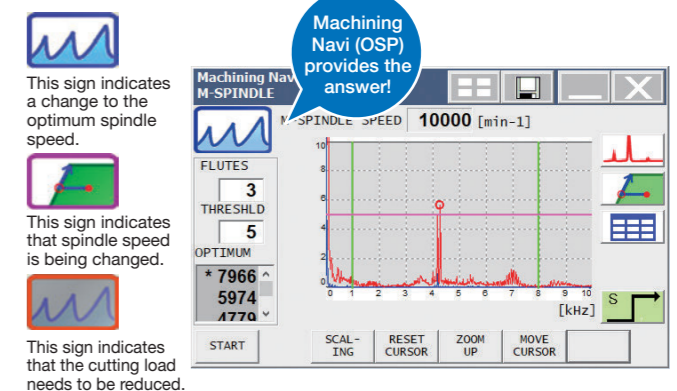 Machining
Navi (OSP)
provides the
answer!
This sign indicates
a change to the
optimum spindle
speed.
This sign indicates
that spindle speed
is being changed.
This sign indicates
that the cutting load
needs to be reduced.
Machining Nav
M-SPINDLE
M-SPINDLE SPEED 10000 [min-1]
FLUTES
3
THRESHLD
5
OPTIMUM
* 7966
5974
4779
10
8
6
4
2
0
0 1 2 3 4 5 6 7 8 9 10
[kHz]
S
START
SCAL-
ING
RESET
CURSOR
ZOOM
UP
MOVE
CURSOR